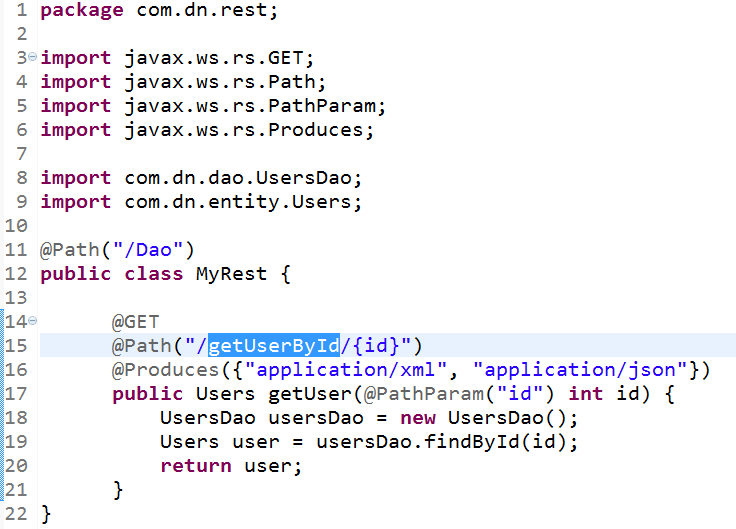 1 package com.dn.rest;
2
3 import javax.ws.rs.GET;
4 import javax.ws.rs.Path;
5 import javax.ws.rs.PathParam;
6 import javax.ws.rs.Produces;
7
8 import com.dn.dao.UsersDao;
9 import com.dn.entity.Users;
10
11 @Path("/Dao")
12 public class MyRest {
13
14 @GET
15 @Path("/getUserById/{id}")
16 @Produces({"application/xml", "application/json"})
17 public Users getUser(@PathParam("id") int id) {
18 UsersDao usersDao = new UsersDao();
19 Users user = usersDao.findById(id);
20 return user;
21 }
22 }